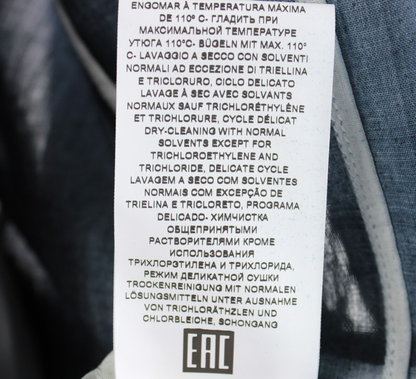 ENGOMAR À TEMPERATURA MÁXIMA
DE 110º C- ГЛАДИТЬ ПРИ
МАКСИМАЛЬНОЙ ТЕМПЕРАТУРЕ
УТЮГА 110°C- BÜGELN MIT MAX. 110°
C- LAVAGGIO A SECCO CON SOLVENTI
NORMALI AD ECCEZIONE DI TRIELLINA
E TRICLORURO, CICLO DELICATO
LAVAGE À SEC AVEC SOLVANTS
NORMAUX SAUF TRICHLORÉTHYLÈNE
ET TRICHLORURE, CYCLE DÉLICAT
DRY-CLEANING WITH NORMAL
SOLVENTS EXCEPT FOR
TRICHLOROETHYLENE AND
TRICHLORIDE, DELICATE CYCLE
LAVAGEM A SECO COM SOLVENTES
NORMAIS COM EXCEPÇÃO DE
TRIELINA E TRICLORETO, PROGRAMA
DELICADO- ХИМЧИСТКА
ОБЩЕПРИНЯТЫМИ
РАСТВОРИТЕЛЯМИ КРОМЕ
ИСПОЛЬЗОВАНИЯ
ТРИХЛОРЭТИЛЕНА И ТРИХЛОРИДА,
РЕЖИМ ДЕЛИКАТНОЙ СУШКИ
TROCKENREINIGUNG MIT NORMALEN
LÖSUNGSMITTELN UNTER AUSNAHME
VON TRICHLORÄTHZLEN UND
CHLORBLEICHE, SCHONGANG
EAC